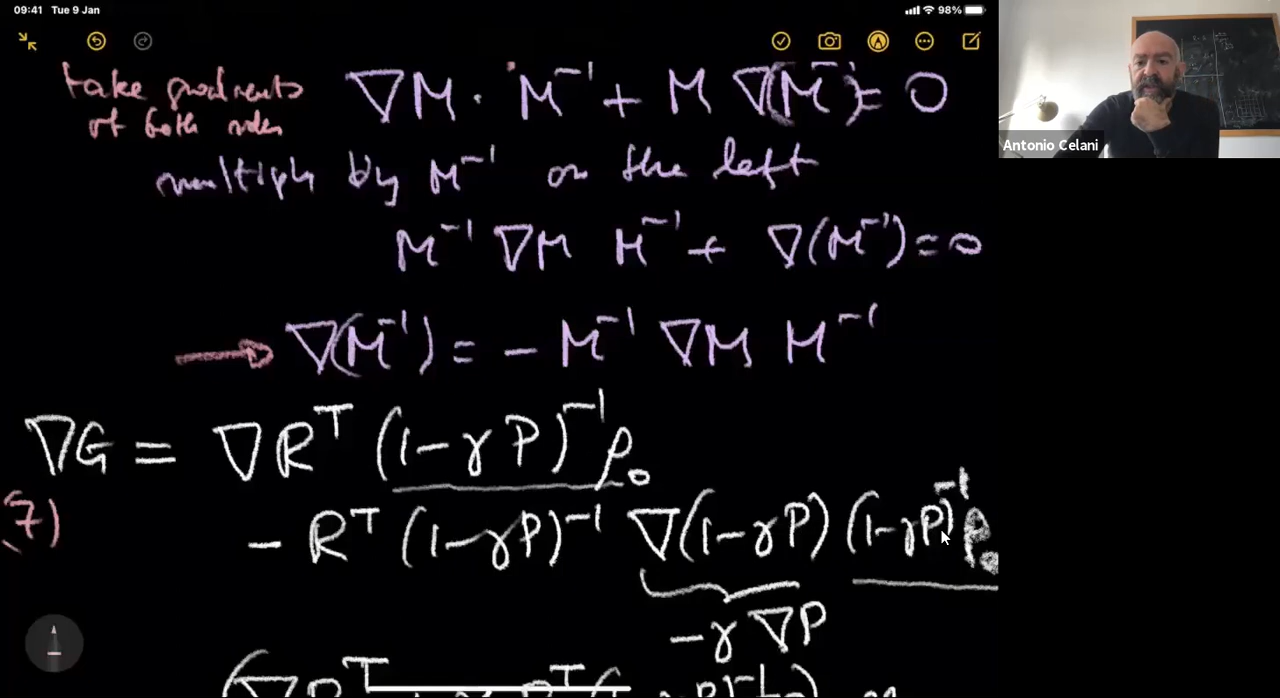 09:41 Tue 9 Jan
98%
Antonio Celani
take gradients of both sides
∇M · M⁻¹ + M ∇(M⁻¹) = 0
multiply by M⁻¹ on the left
M⁻¹ ∇M M⁻¹ + ∇(M⁻¹) = 0
∇(M⁻¹) = - M⁻¹ ∇M M⁻¹
∇G = ∇Rᵀ (1-γP)⁻¹ ρ₀
(7)
- Rᵀ (1-γP)⁻¹ ∇(1-γP) (1-γP)⁻¹ ρ₀
-γ∇P